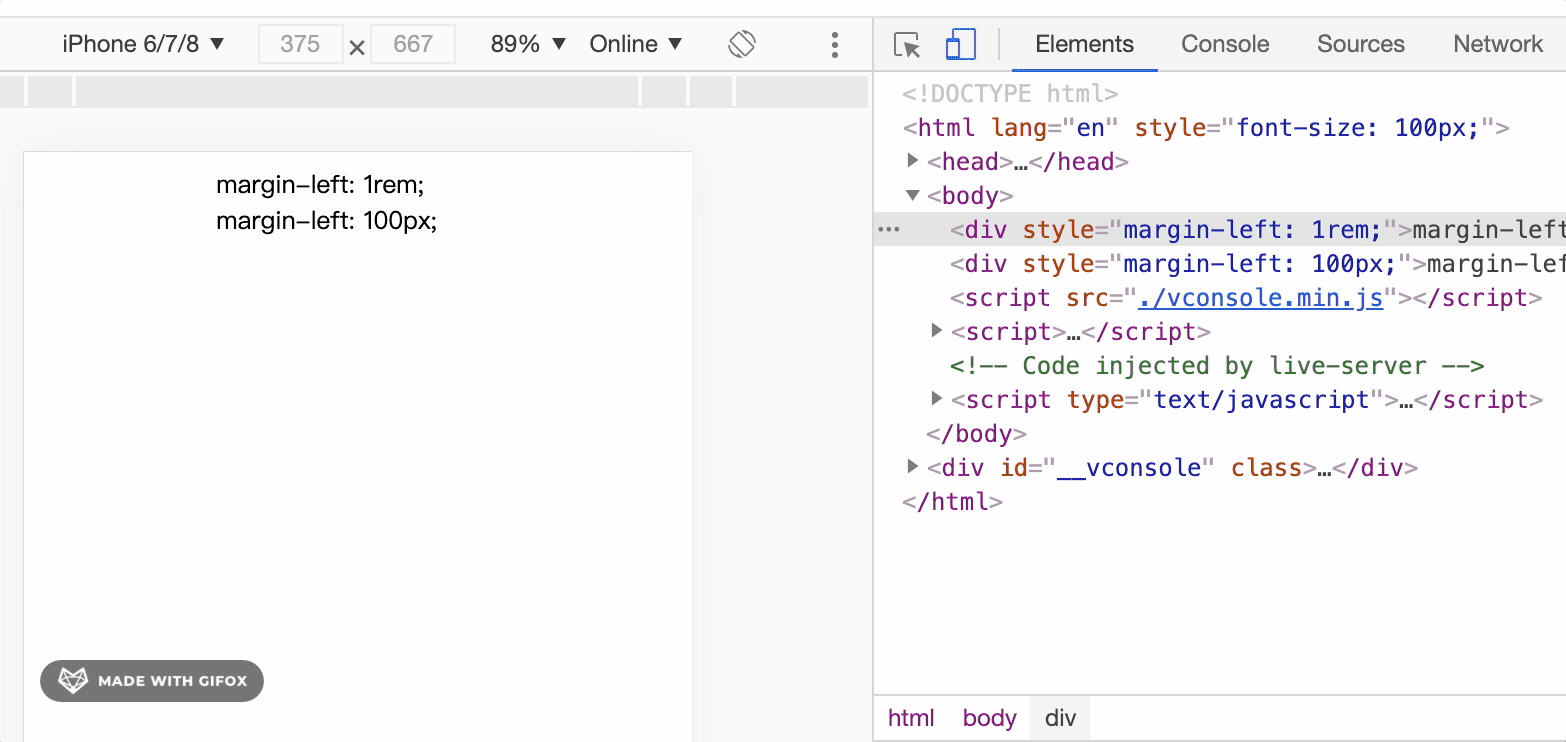 iPhone 6/7/8 ▼ 375 × 667 89% ▼ Online ▼
Elements Console Sources Network
margin-left: 1rem;
margin-left: 100px;
MADE WITH GIFOX
<!DOCTYPE html>
<html lang="en" style="font-size: 100px;">
<head>…</head>
<body>
<div style="margin-left: 1rem;">margin-left
<div style="margin-left: 100px;">margin-lef
<script src="./vconsole.min.js"></script>
<script>…</script>
<!-- Code injected by live-server -->
<script type="text/javascript">…</script>
</body>
<div id="__vconsole" class>…</div>
</html>
html body div